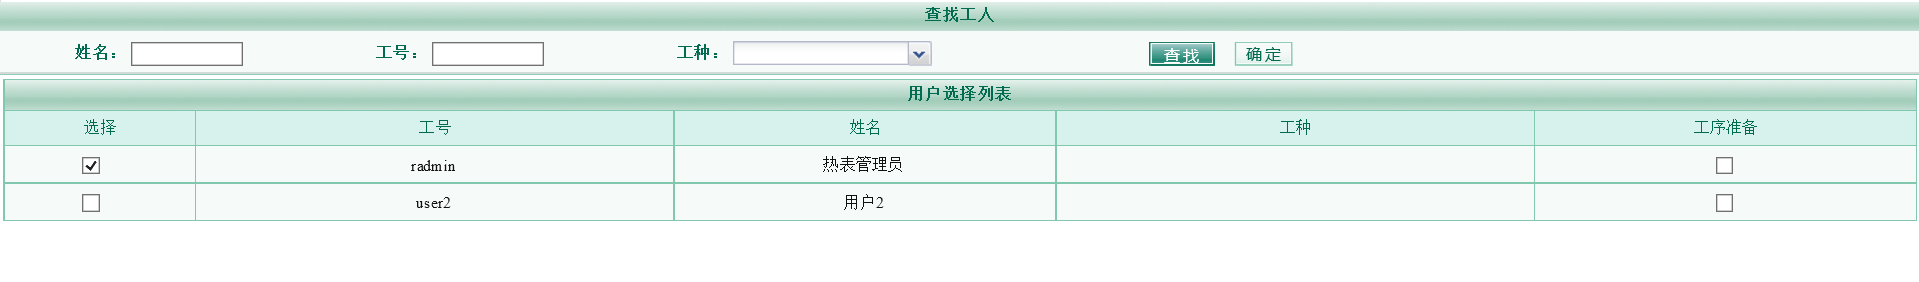 查找工人
姓名： 工号： 工种： 查找 确定
用户选择列表
选择 工号 姓名 工种 工序准备
radmin 热表管理员
user2 用户2